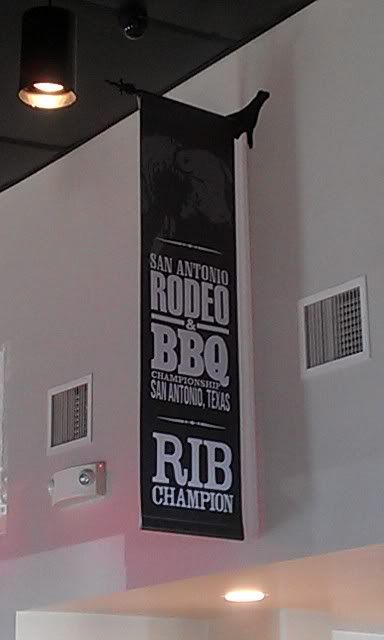 SAN ANTONIO
RODEO
&
BBQ
CHAMPIONSHIP
SAN ANTONIO, TEXAS
RIB
CHAMPION